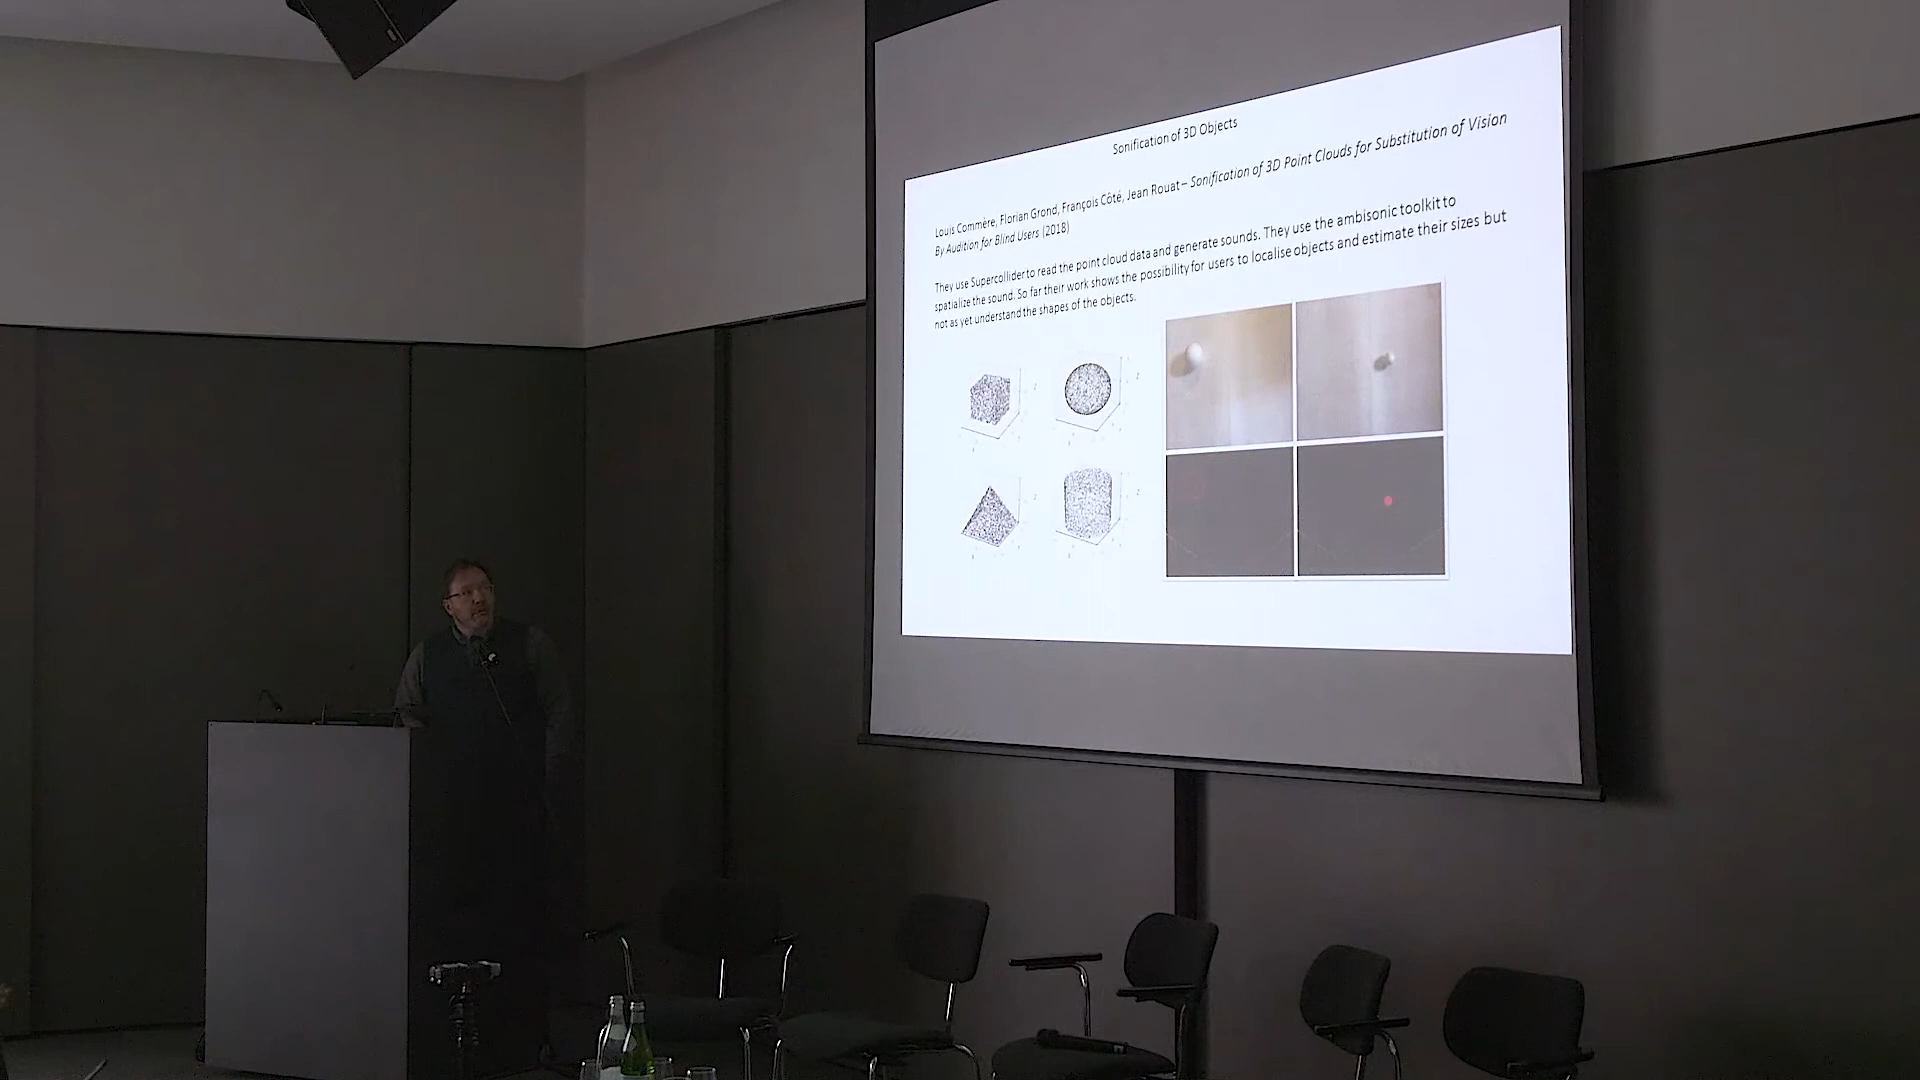 Sonification of 3D Objects
Louis Commère, Florian Grond, François Côté, Jean Rouat – Sonification of 3D Point Clouds for Substitution of Vision
By Audition for Blind Users (2018)
They use Supercollider to read the point cloud data and generate sounds. They use the ambisonic toolkit to
spatialize the sound. So far their work shows the possibility for users to localise objects and estimate their sizes but
not as yet understand the shapes of the objects.